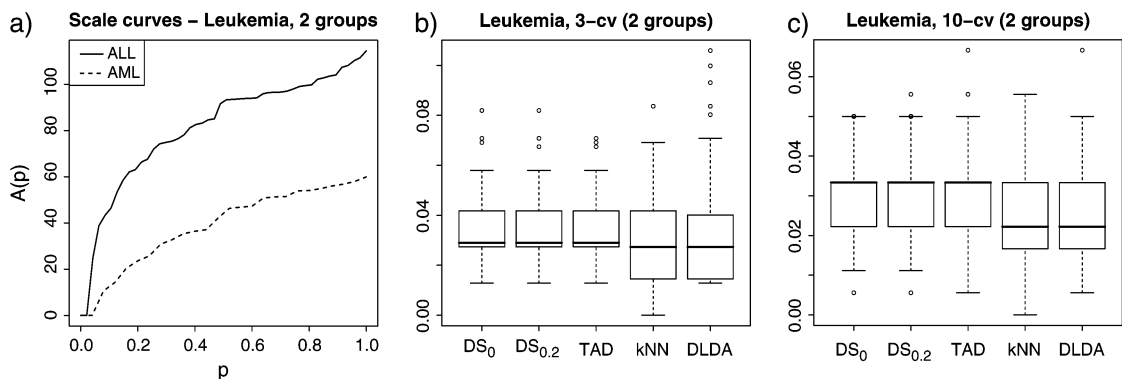 a) Scale curves – Leukemia, 2 groups
ALL
AML
A(p)
0 20 40 60 80 100
0.0 0.2 0.4 0.6 0.8 1.0
p
b) Leukemia, 3–cv (2 groups)
0.00 0.04 0.08
DS0 DS0.2 TAD kNN DLDA
c) Leukemia, 10–cv (2 groups)
0.00 0.02 0.04 0.06
DS0 DS0.2 TAD kNN DLDA